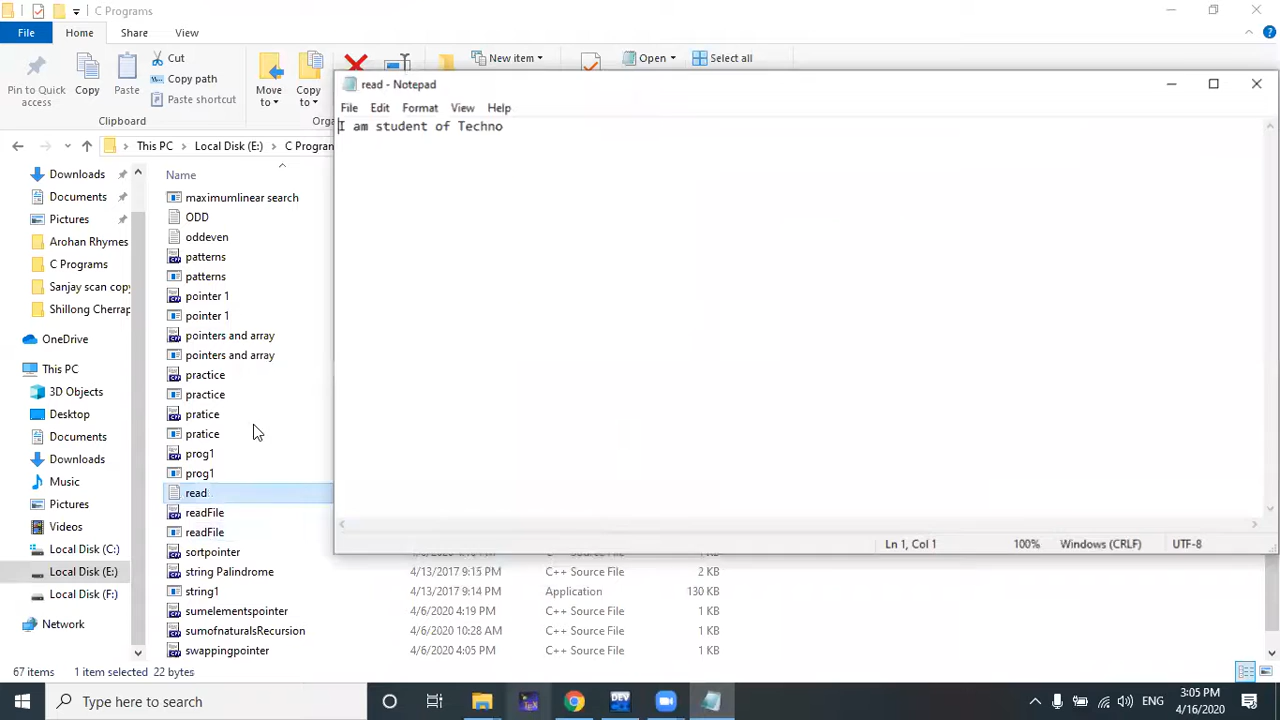 C Programs
File
Home
Share
View
Pin to Quick access
Copy
Paste
Cut
Copy path
Paste shortcut
Clipboard
Move to
Copy to
New item
Open
Select all
This PC
Local Disk (E:)
Name
Downloads
Documents
Pictures
Arohan Rhymes
C Programs
Shillong Cherrap
OneDrive
This PC
3D Objects
Desktop
Documents
Downloads
Music
Pictures
Videos
Local Disk (C:)
Local Disk (E:)
Local Disk (F:)
Network
maximumlinear search
ODD
oddeven
patterns
patterns
pointer 1
pointer 1
pointers and array
pointers and array
practice
practice
pratice
pratice
prog1
prog1
read
readFile
readFile
sortpointer
string Palindrome 4/13/2017 9:15 PM C++ Source File 2 KB
string1 4/13/2017 9:14 PM Application 130 KB
sumelementspointer 4/6/2020 4:19 PM C++ Source File 1 KB
sumofnaturalsRecursion 4/6/2020 10:28 AM C++ Source File 1 KB
swappingpointer 4/6/2020 4:05 PM C++ Source File 1 KB
67 items 1 item selected 22 bytes
read - Notepad
File Edit Format View Help
I am student of Techno
Ln 1, Col 1 100% Windows (CRLF) UTF-8
Type here to search
DEV
ENG
3:05 PM
4/16/2020